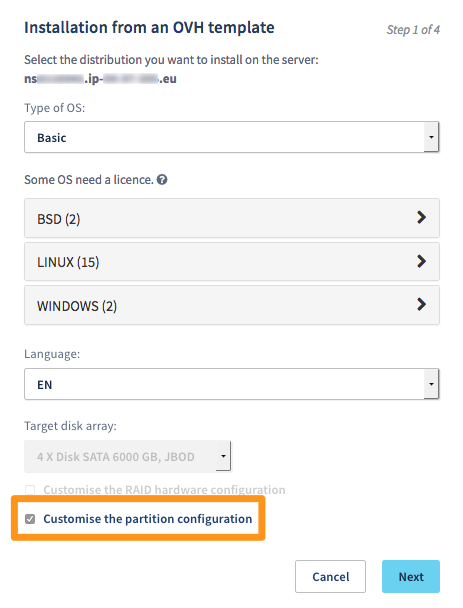 Installation from an OVH template
Step 1 of 4
Select the distribution you want to install on the server:
ns .ip- .eu
Type of OS:
Basic
Some OS need a licence. ?
BSD (2)
LINUX (15)
WINDOWS (2)
Language:
EN
Target disk array:
4 X Disk SATA 6000 GB, JBOD
Customise the RAID hardware configuration
Customise the partition configuration
Cancel
Next